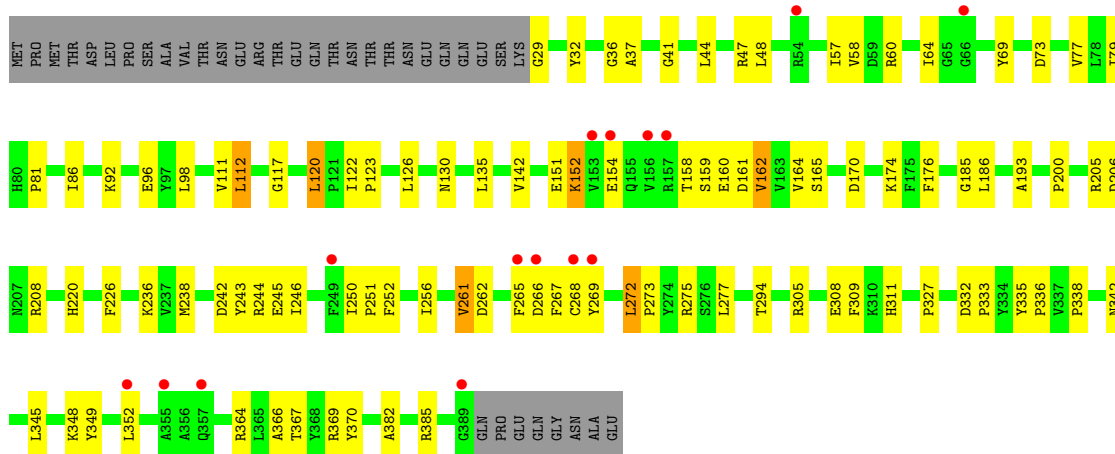 MET PRO MET THR ASP LEU PRO SER ALA VAL THR ASN GLU ARG THR GLU GLN THR ASN THR THR ASN GLU GLN GLN GLU SER LYS G29 Y32 G36 A37 G41 L44 R47 L48 R54 I57 V58 D59 R60 I64 G65 G66 Y69 D73 V77 L78 I79
H80 P81 I86 K92 E96 Y97 L98 V111 L112 G117 L120 P121 I122 P123 L126 N130 L135 V142 E151 K152 V153 E154 Q155 V156 R157 T158 S159 E160 D161 V162 V163 V164 S165 D170 K174 F175 F176 G185 L186 A193 P200 R205 D206
N207 R208 H220 F226 K236 V237 M238 D242 Y243 R244 E245 I246 F249 I250 P251 F252 I256 V261 D262 F265 D266 F267 C268 Y269 L272 P273 Y274 R275 S276 L277 T294 R305 E308 F309 K310 H311 P327 D332 P333 Y334 Y335 P336 V337 P338 N342
L345 K348 Y349 L352 A355 A356 Q357 R364 L365 A366 T367 Y368 R369 Y370 A382 R385 G389 GLN PRO GLU GLN GLY ASN ALA GLU